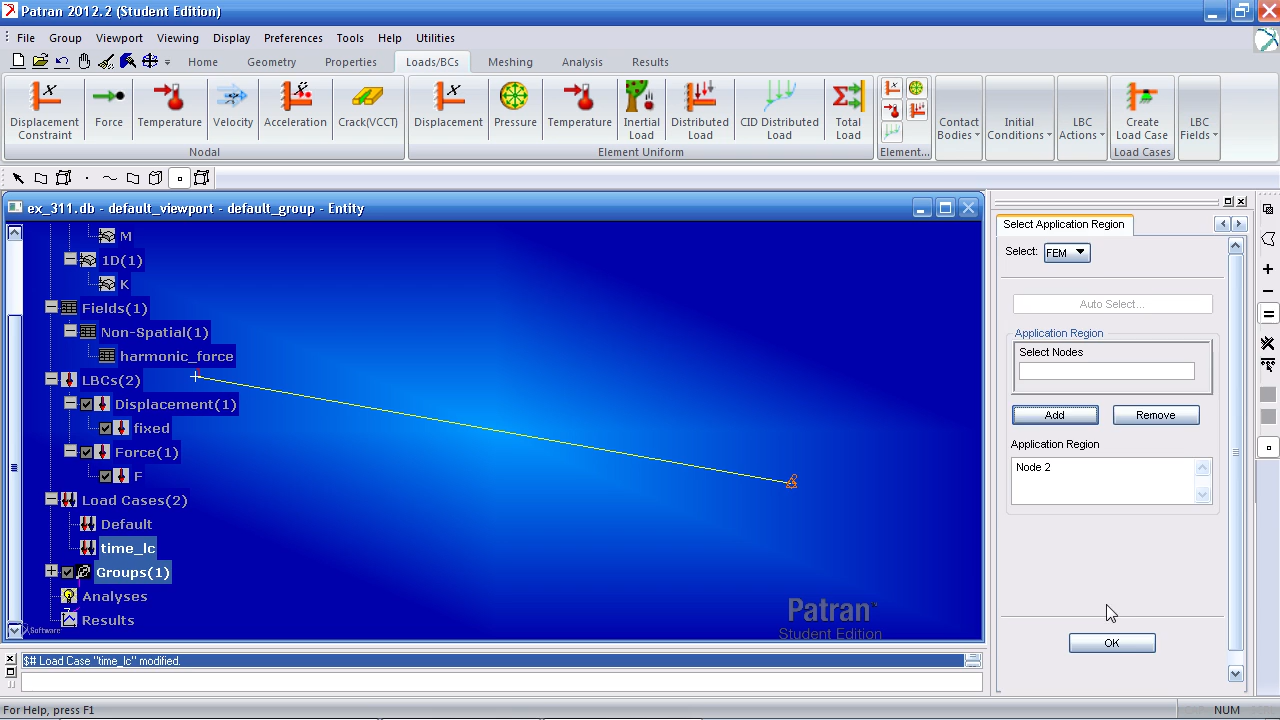 Patran 2012.2 (Student Edition)
File Group Viewport Viewing Display Preferences Tools Help Utilities
Home Geometry Properties Loads/BCs Meshing Analysis Results
Displacement Constraint
Force
Acceleration
Crack(VCCT)
Displacement
Pressure
Temperature
Inertial Load
Distributed Load
CID Distributed Load
Total Load
Element...
Contact Bodies
Initial Conditions
LBC Actions
Create Load Case
LBC Fields
Nodal
Element Uniform
Load Cases
ex_311.db - default_viewport - default_group - Entity
M
1D(1)
K
Fields(1)
Non-Spatial(1)
harmonic_force
LBCs(2)
Displacement(1)
fixed
Force(1)
F
Load Cases(2)
Default
time_lc
Groups(1)
Analyses
Results
Software
Patran™
Student Edition
Select Application Region
Select: FEM
Auto Select...
Application Region
Select Nodes
Add Remove
Application Region
Node 2
OK
$# Load Case "time_lc" modified.
For Help, press F1
NUM